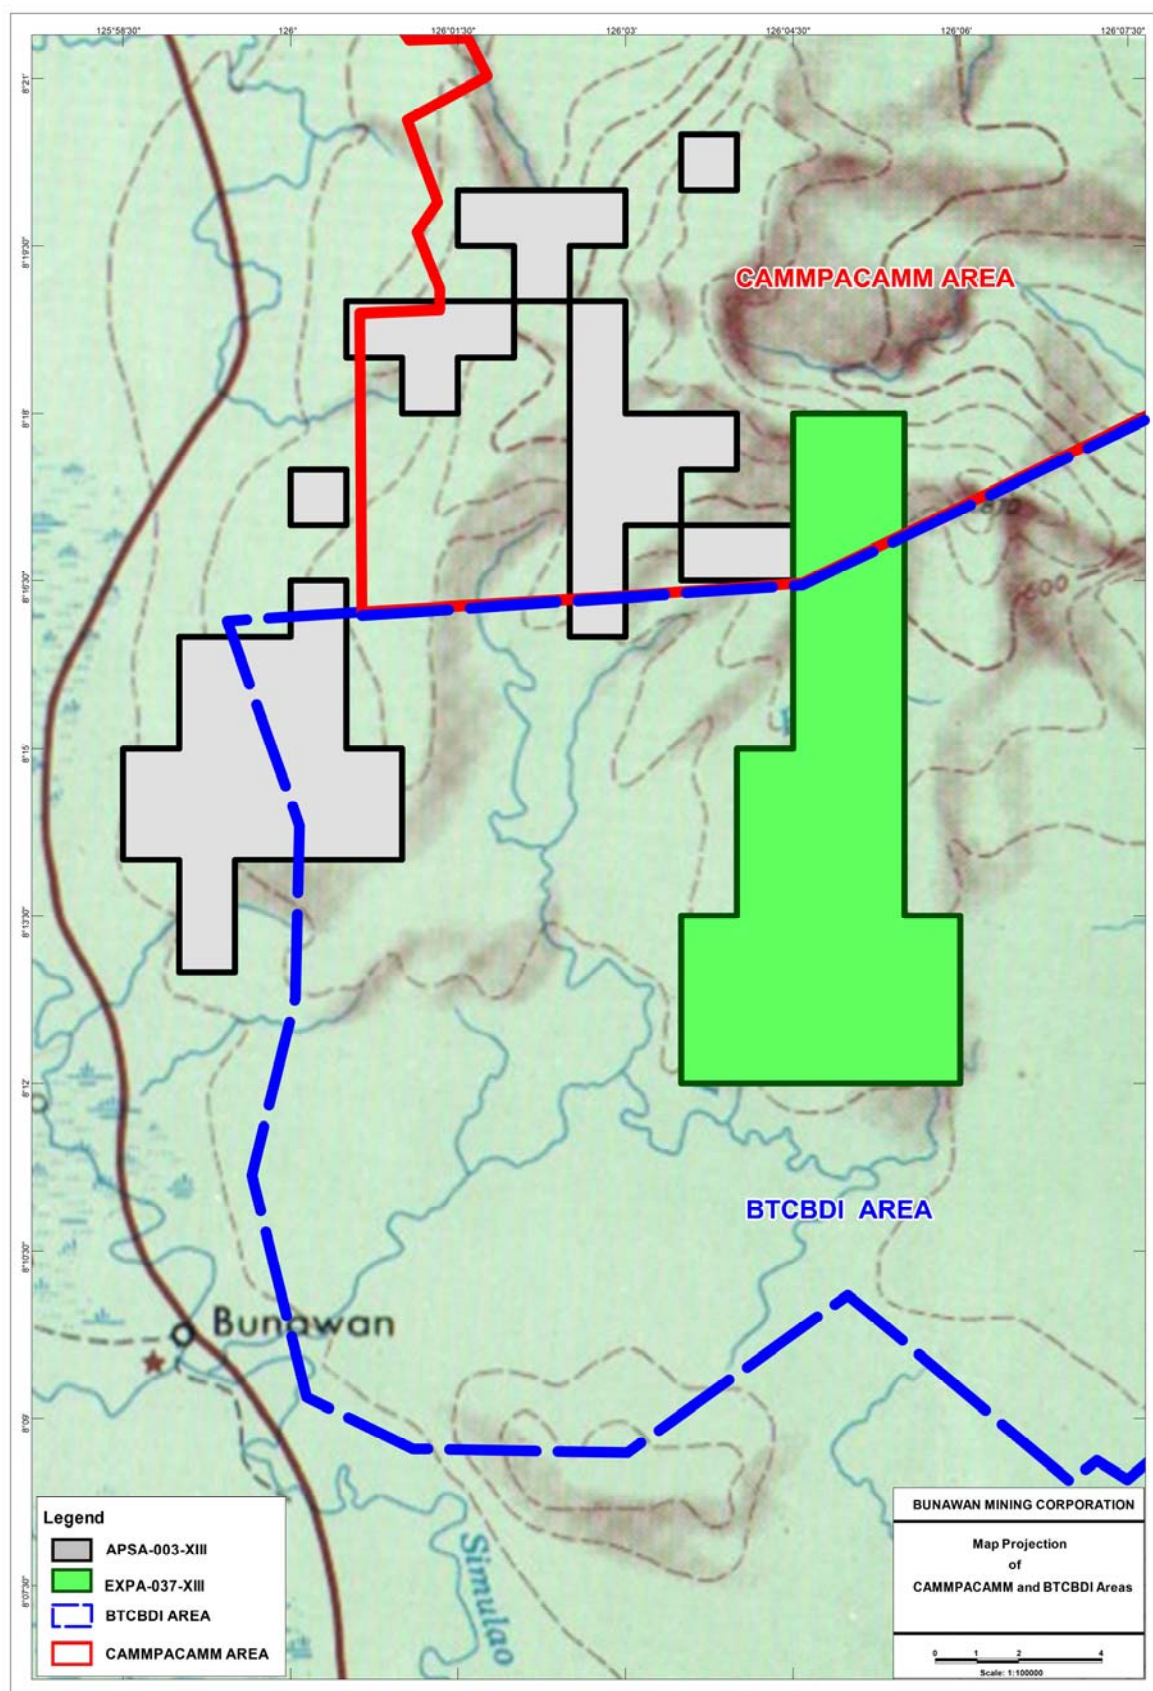 125°58'30"
126°
126°01'30"
126°03'
126°04'30"
126°06'
126°07'30"
8°21'
8°19'30"
CAMMPACAMM AREA
8°18'
810
8°16'30"
600
8°15'
8°13'30"
8°12'
BTCBDI AREA
8°10'30"
Bunawan
8°09'
8°07'30"
Simulao
Legend
APSA-003-XIII
EXPA-037-XIII
BTCBDI AREA
CAMMPACAMM AREA
BUNAWAN MINING CORPORATION
Map Projection
of
CAMMPACAMM and BTCBDI Areas
0 1 2 4
Scale: 1:100000